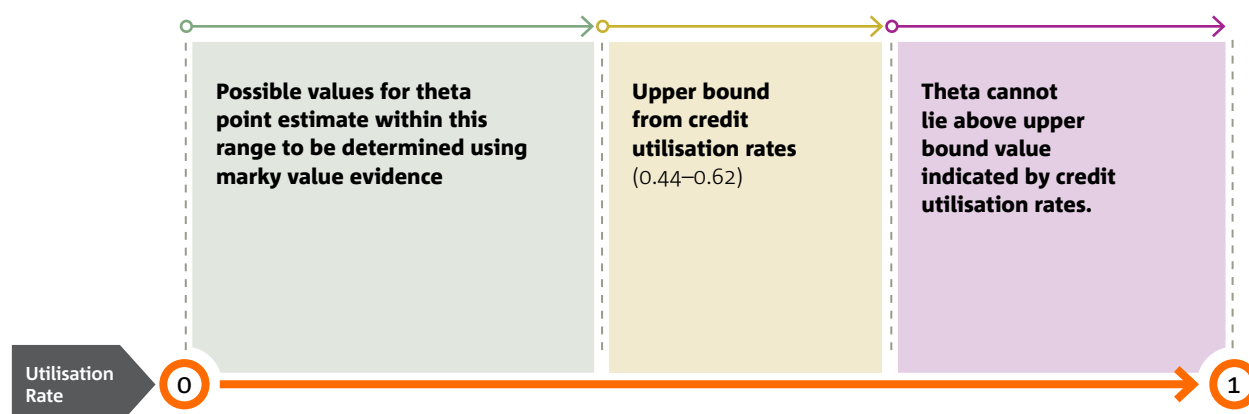 Possible values for theta
point estimate within this
range to be determined using
marky value evidence
Upper bound
from credit
utilisation rates
(0.44–0.62)
Theta cannot
lie above upper
bound value
indicated by credit
utilisation rates.
Utilisation
Rate
0
1